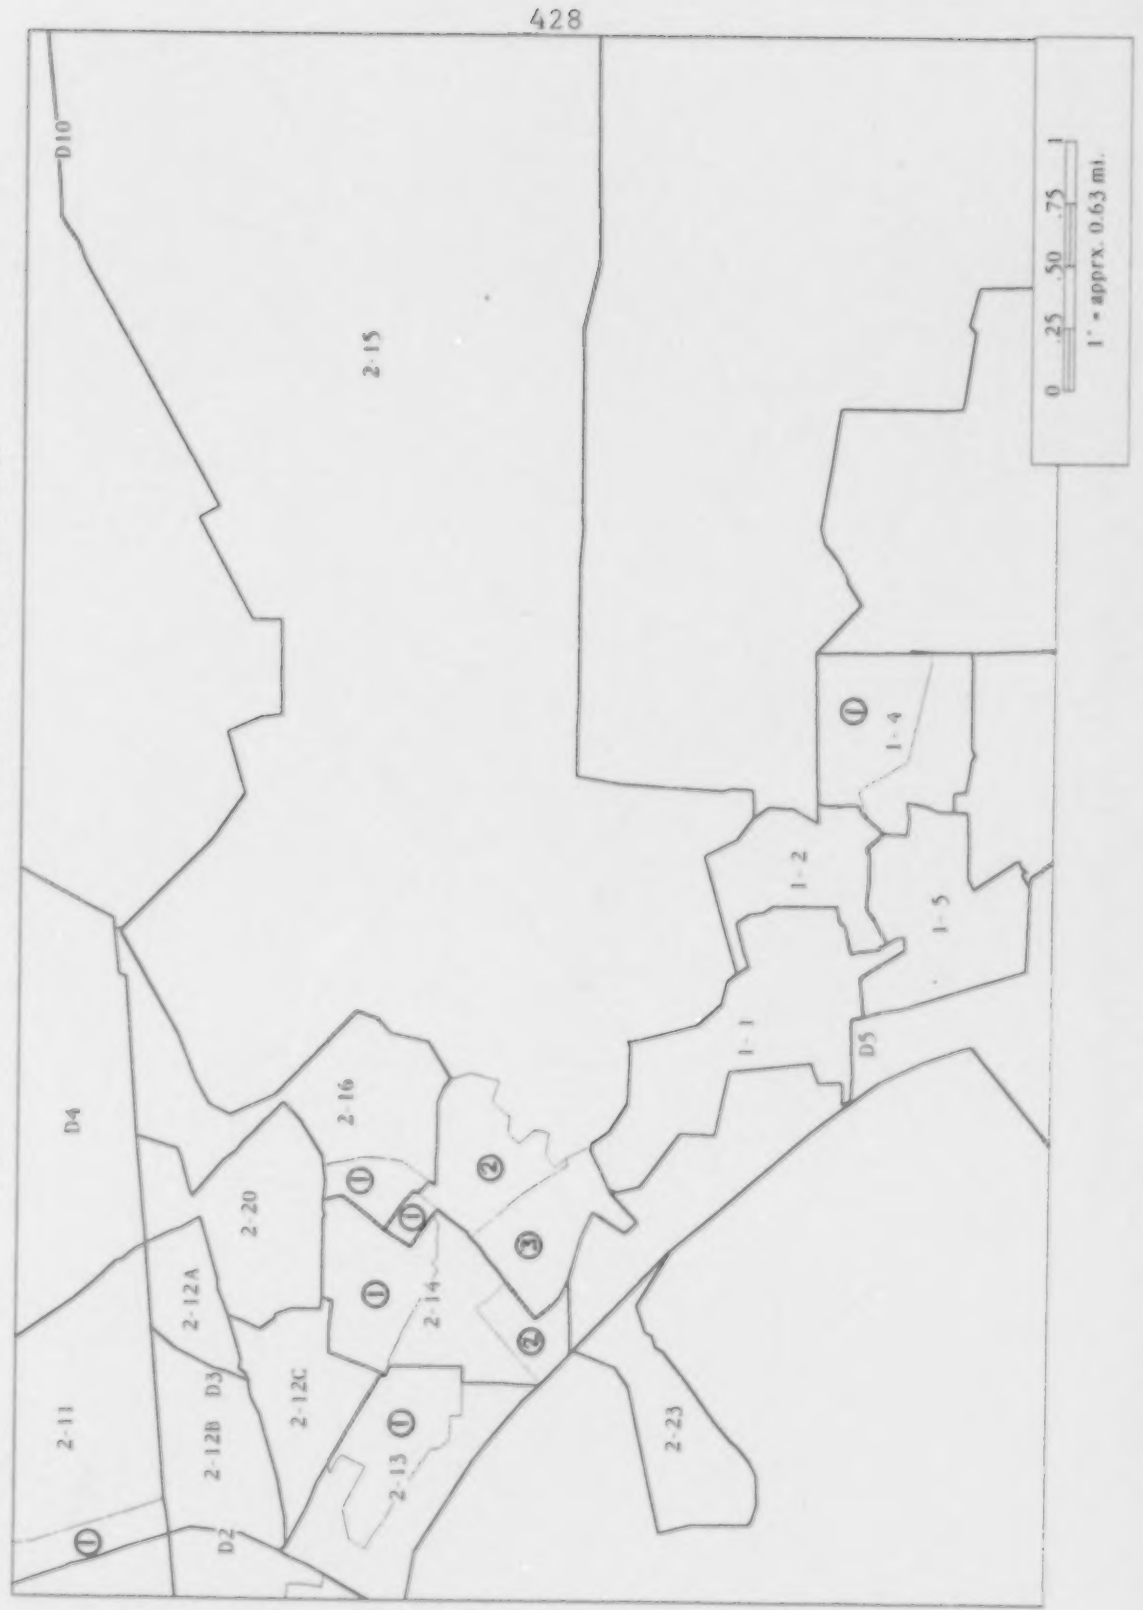 428
D10
2-15
0 .25 .50 .75 1
1" = apprx. 0.63 mi.
D4
2-16
①
①
②
2-20
2-12A
①
2-14
③
②
2-11
2-12B D3
2-12C
①
2-13
2-23
①
D2
①
1-4
1-2
1-5
1-1
D5